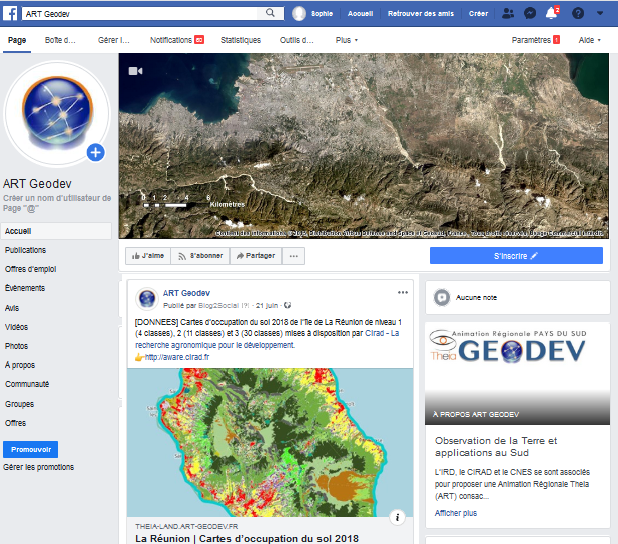 ART Geodev
Sophie Accueil Retrouver des amis Créer 2
Page Boîte d... Gérer l... Notifications 80 Statistiques Outils d... Plus Paramètres 1 Aide
ART Geodev
Créer un nom d'utilisateur de
Page "@"
Accueil
Publications
Offres d'emploi
Évènements
Avis
Vidéos
Photos
À propos
Communauté
Groupes
Offres
Promouvoir
Gérer les promotions
0 1 2 4 6
Kilomètres
J'aime S'abonner Partager ... S'inscrire
ART Geodev
Publié par Blog2Social · 21 juin
[DONNEES] Cartes d'occupation du sol 2018 de l'île de La Réunion de niveau 1
(4 classes), 2 (11 classes) et 3 (30 classes) mises à disposition par Cirad - La
recherche agronomique pour le développement.
👉http://aware.cirad.fr
THEIA-LAND.ART-GEODEV.FR
La Réunion | Cartes d'occupation du sol 2018
Aucune note
Animation Régionale PAYS DU SUD
Theia GEODEV
À PROPOS ART GEODEV
Observation de la Terre et
applications au Sud
L'IRD, le CIRAD et le CNES se sont associés
pour proposer une Animation Régionale Theia
(ART) consac...
Afficher plus